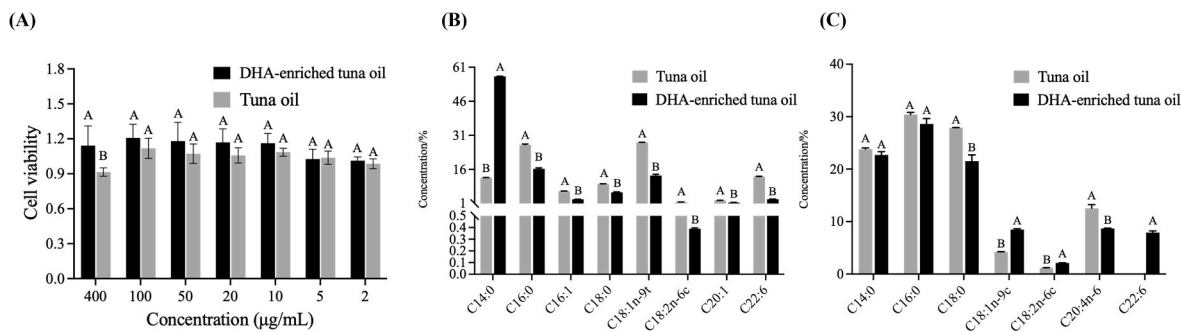 (A)
DHA-enriched tuna oil
Tuna oil
Cell viability
1.8
1.5
1.2
0.9
0.6
0.3
0.0
A
B
A
A
A
A
A
A
A
A
A
A
A
A
400
100
50
20
10
5
2
Concentration (μg/mL)
(B)
Tuna oil
DHA-enriched tuna oil
Concentration/%
61
46
31
16
1
0.5
0.4
0.3
0.2
0.1
0.0
B
A
A
B
A
B
A
B
A
B
A
B
A
B
A
B
C14:0
C16:0
C16:1
C18:0
C18:1n-9t
C18:2n-6c
C20:1
C22:6
(C)
Tuna oil
DHA-enriched tuna oil
Concentration/%
40
30
20
10
0
A
A
A
A
A
B
B
A
B
A
A
B
A
C14:0
C16:0
C18:0
C18:1n-9c
C18:2n-6c
C20:4n-6
C22:6